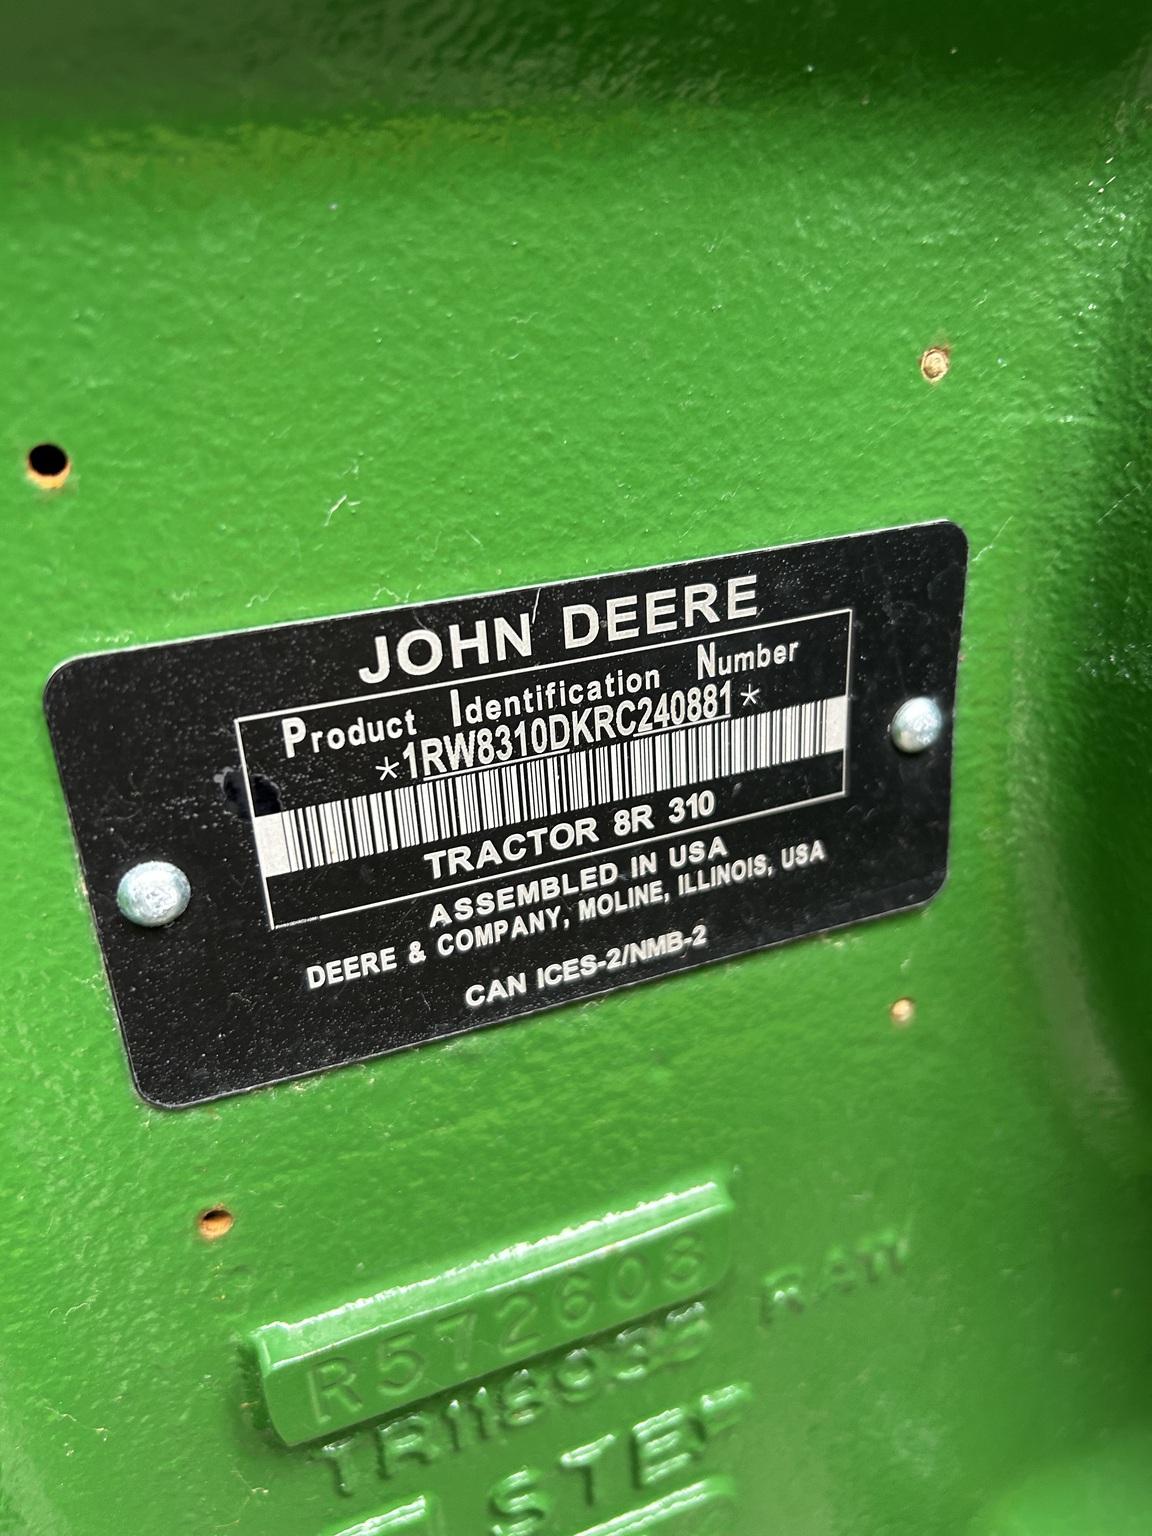 JOHN DEERE
Product Identification Number
*1RW8310DKRC240881*
TRACTOR 8R 310
ASSEMBLED IN USA
DEERE & COMPANY, MOLINE, ILLINOIS, USA
CAN ICES-2/NMB-2
R572608
RAW